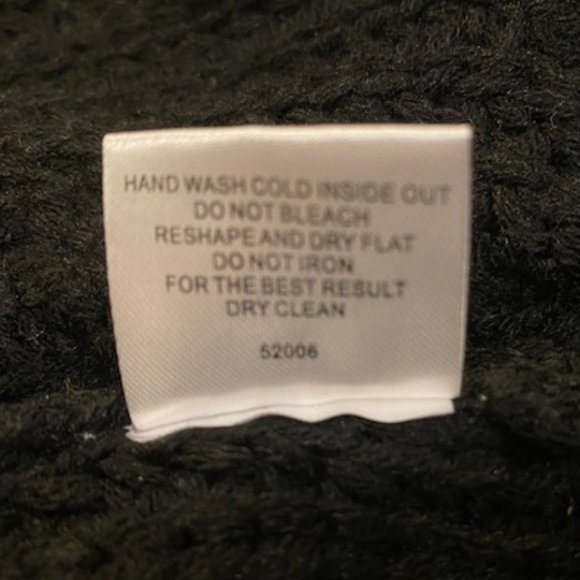 HAND WASH COLD INSIDE OUT
DO NOT BLEACH
RESHAPE AND DRY FLAT
DO NOT IRON
FOR THE BEST RESULT
DRY CLEAN
52006